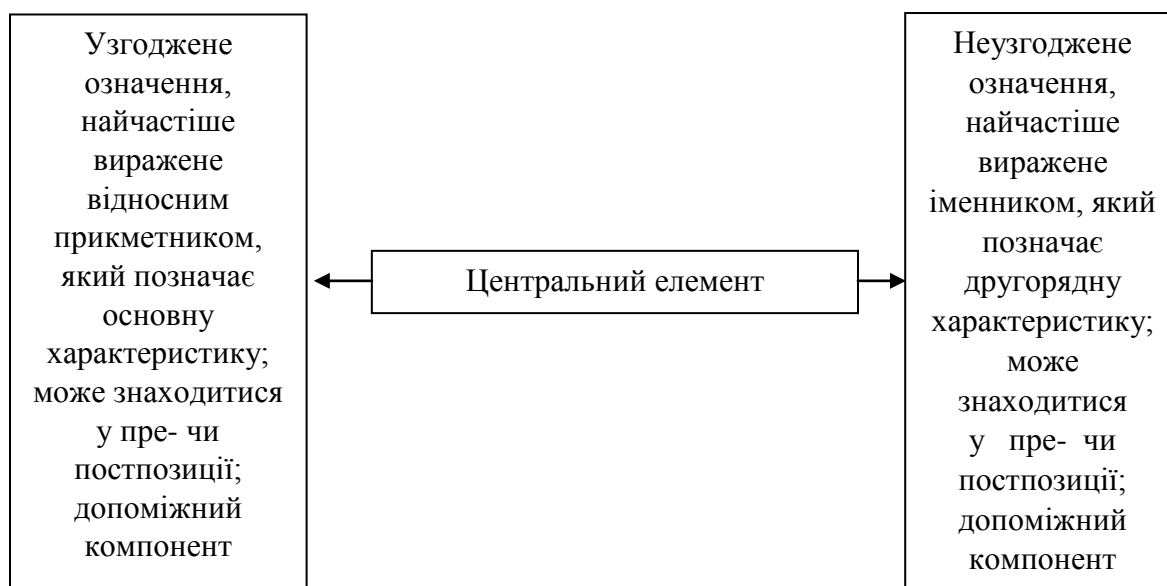 Узгоджене
означення,
найчастіше
виражене
відносним
прикметником,
який позначає
основну
характеристику;
може знаходитися
у пре- чи
постпозиції;
допоміжний
компонент
Центральний елемент
Неузгоджене
означення,
найчастіше
виражене
іменником, який
позначає
другорядну
характеристику;
може
знаходитися
у пре- чи
постпозиції;
допоміжний
компонент